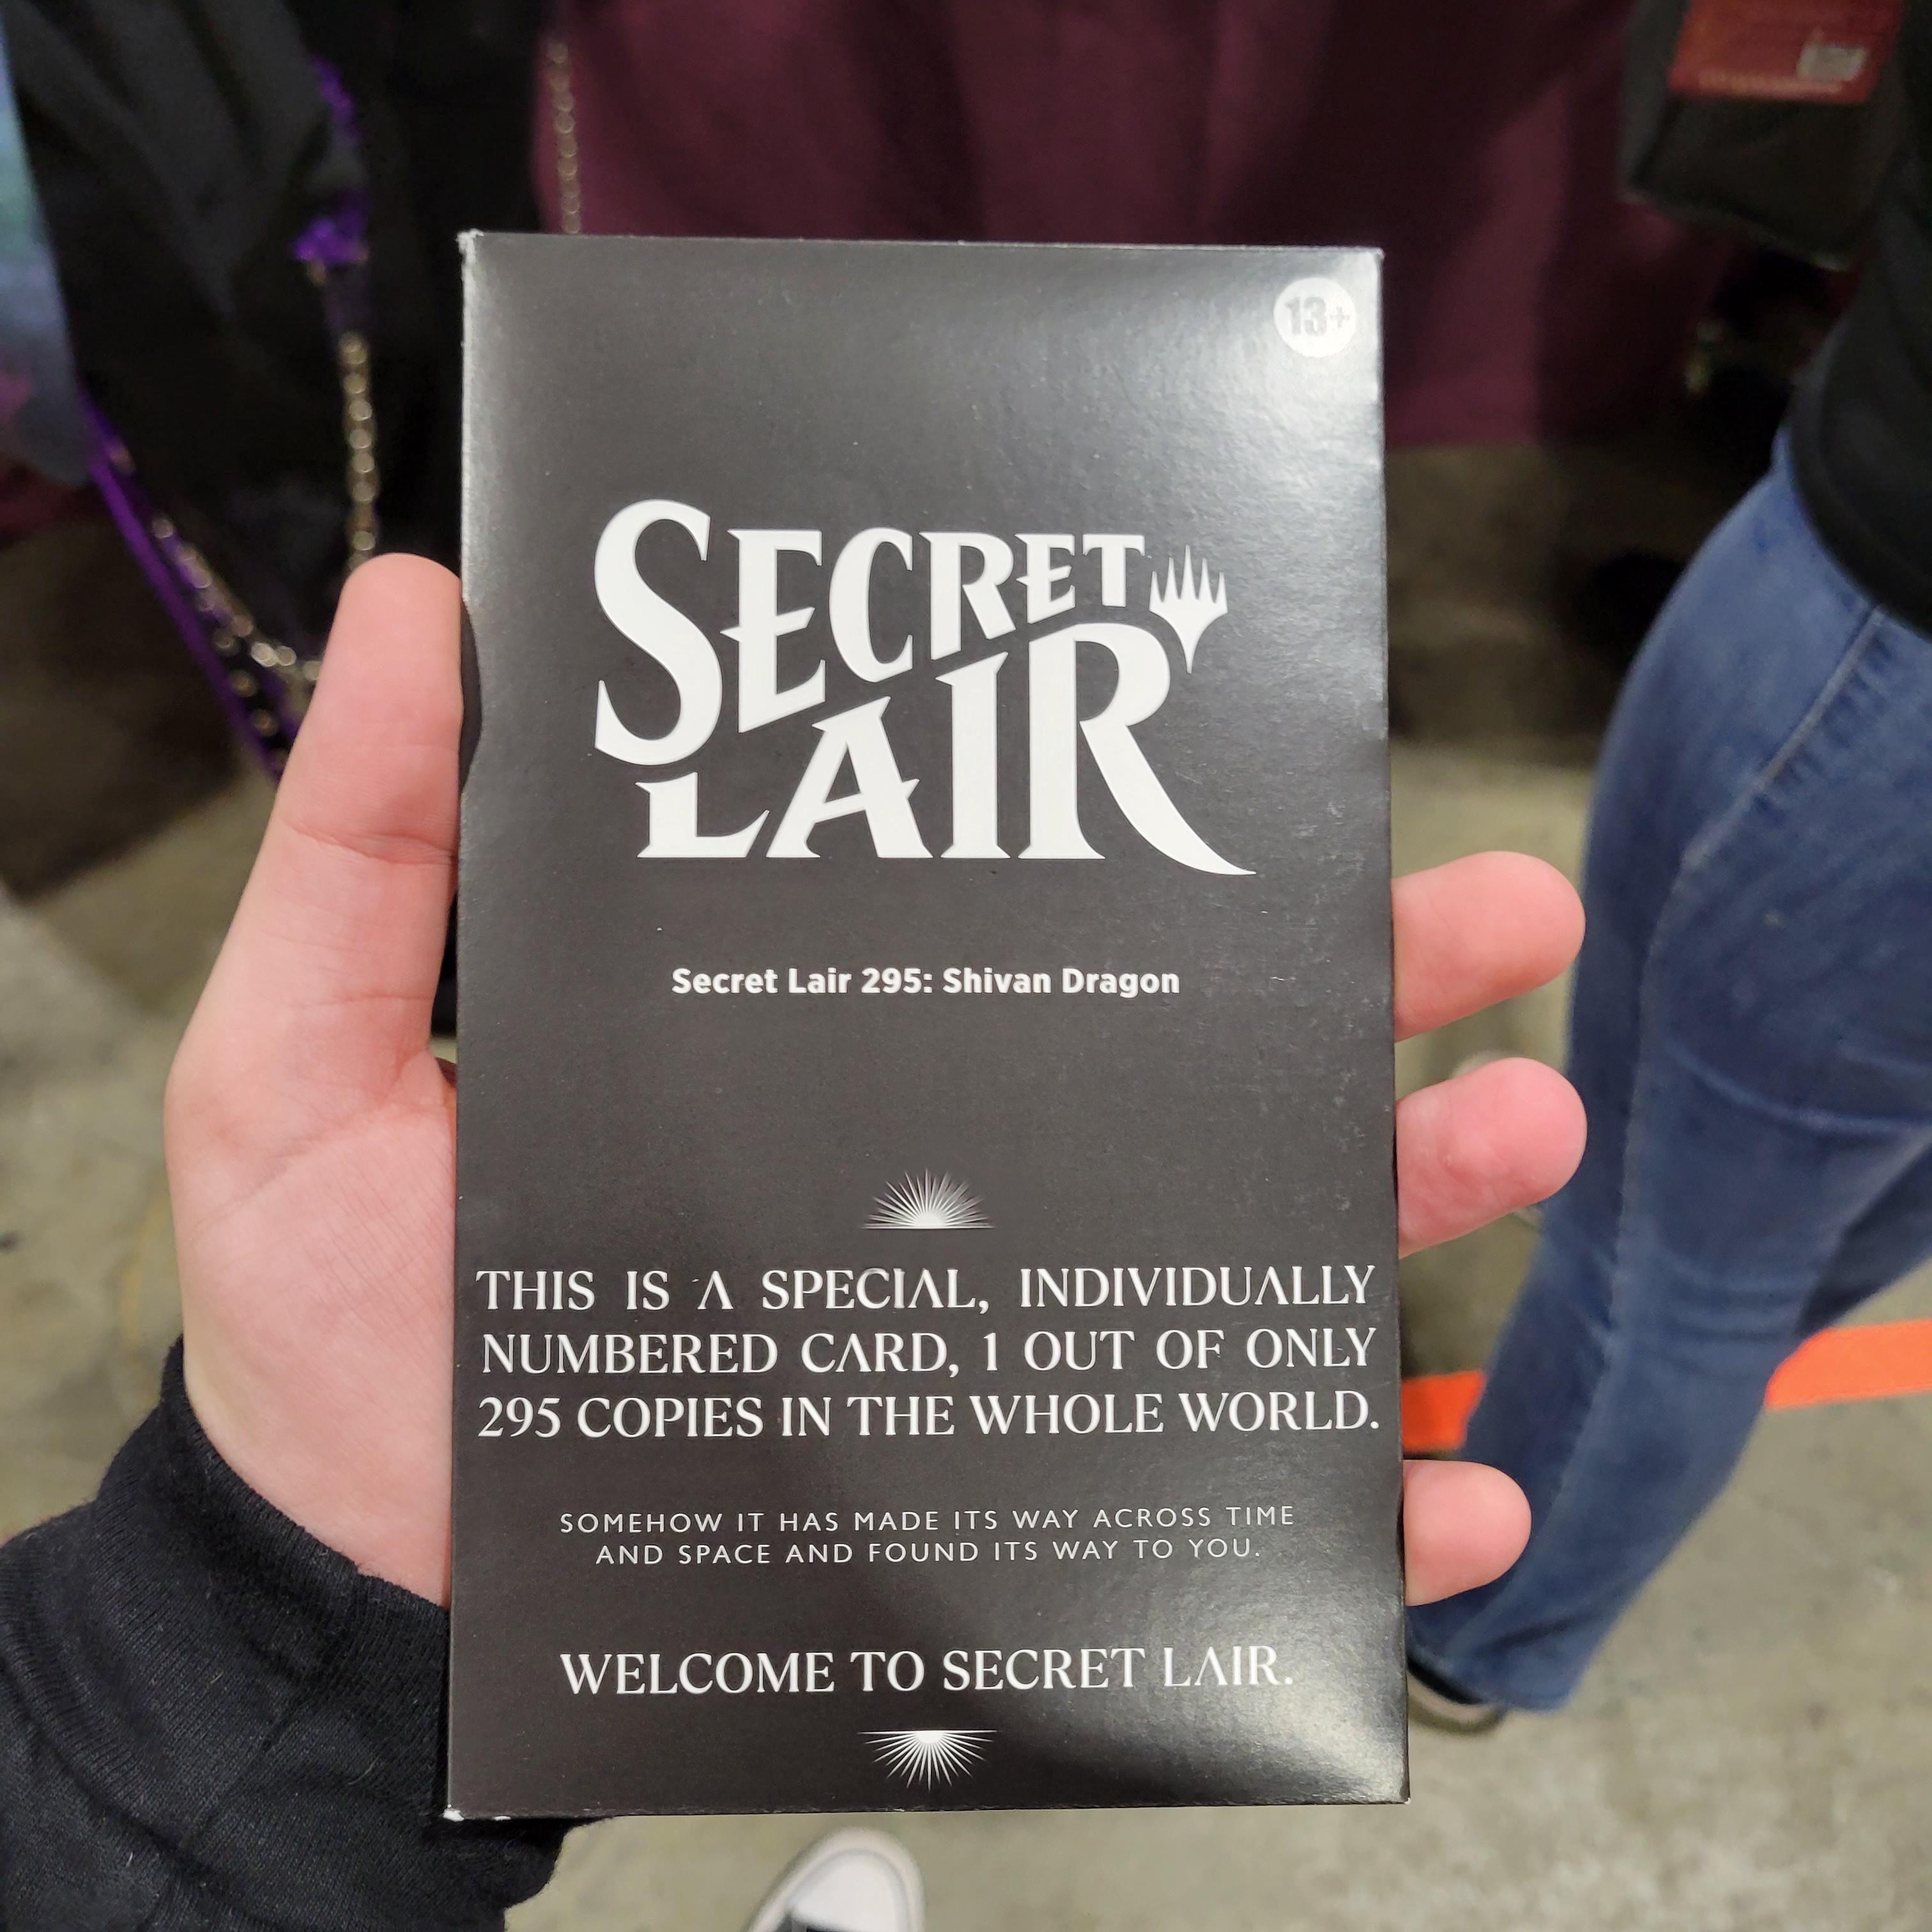 13+
SECRET
LAIR
Secret Lair 295: Shivan Dragon
THIS IS A SPECIAL, INDIVIDUALLY
NUMBERED CARD, 1 OUT OF ONLY
295 COPIES IN THE WHOLE WORLD.
SOMEHOW IT HAS MADE ITS WAY ACROSS TIME
AND SPACE AND FOUND ITS WAY TO YOU.
WELCOME TO SECRET LAIR.